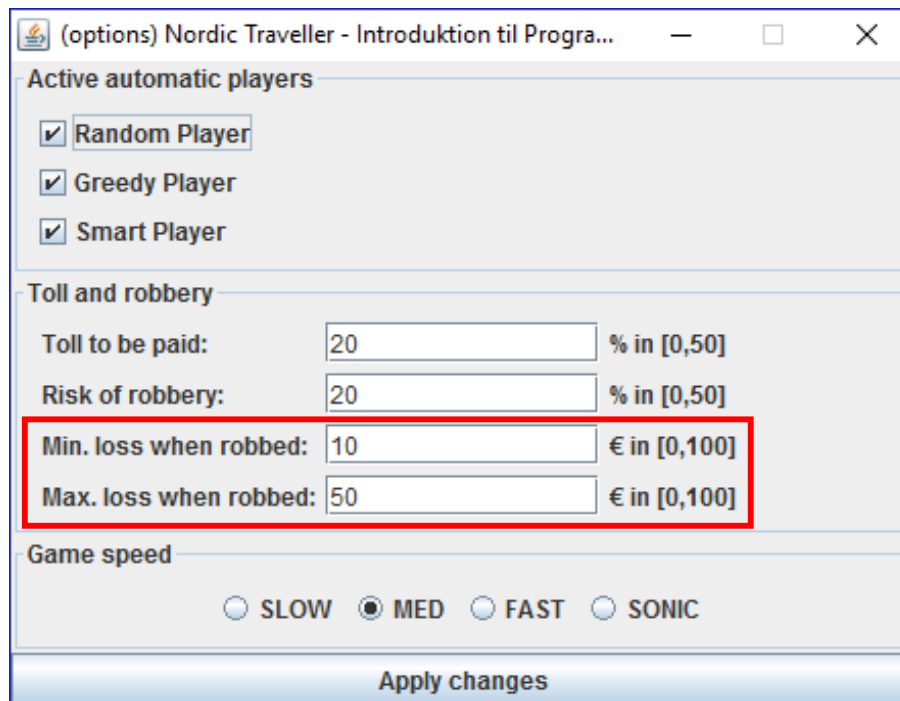 (options) Nordic Traveller - Introduktion til Progra...
Active automatic players
Random Player
Greedy Player
Smart Player
Toll and robbery
Toll to be paid: 20 % in [0,50]
Risk of robbery: 20 % in [0,50]
Min. loss when robbed: 10 € in [0,100]
Max. loss when robbed: 50 € in [0,100]
Game speed
SLOW MED FAST SONIC
Apply changes